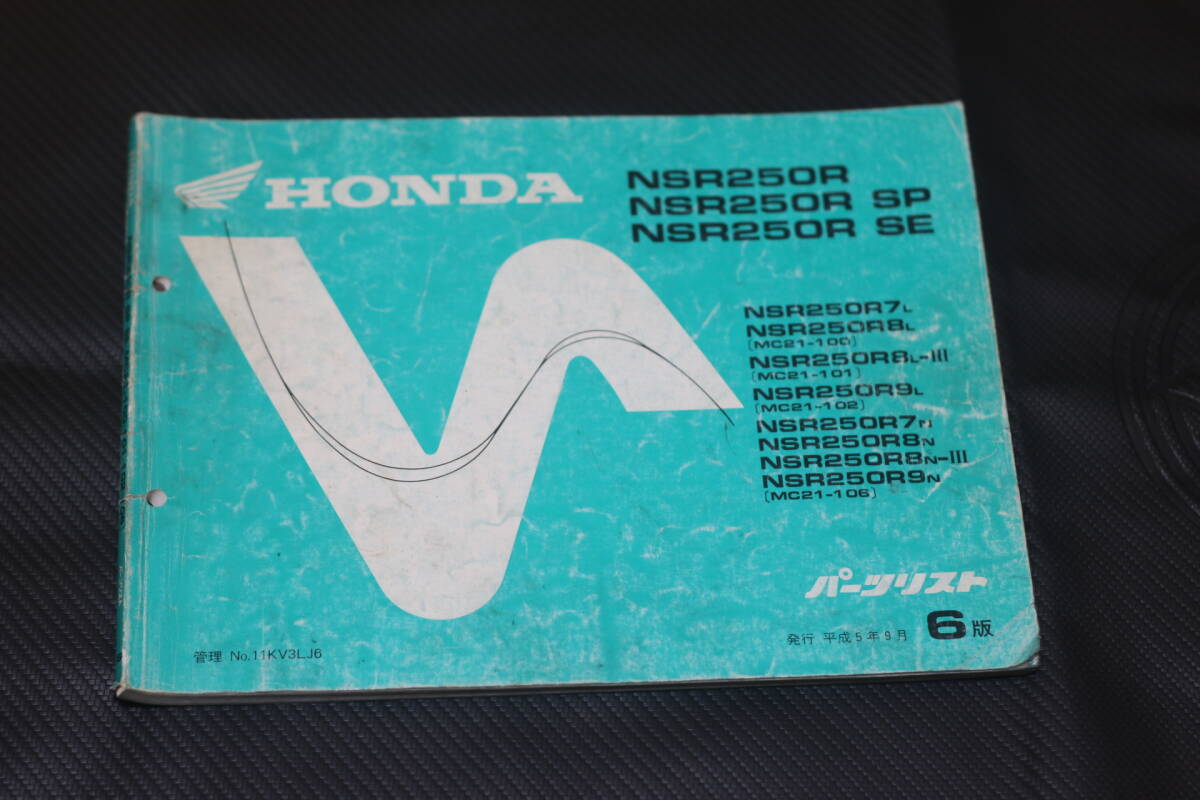 HONDA
NSR250R
NSR250R SP
NSR250R SE
NSR250R7L
NSR250R8L
(MC21-100)
NSR250R8L-III
(MC21-101)
NSR250R9L
(MC21-102)
NSR250R7N
NSR250R8N
NSR250R8N-III
NSR250R9N
(MC21-106)
パーツリスト
発行 平成5年9月 6版
管理 No.11KV3LJ6